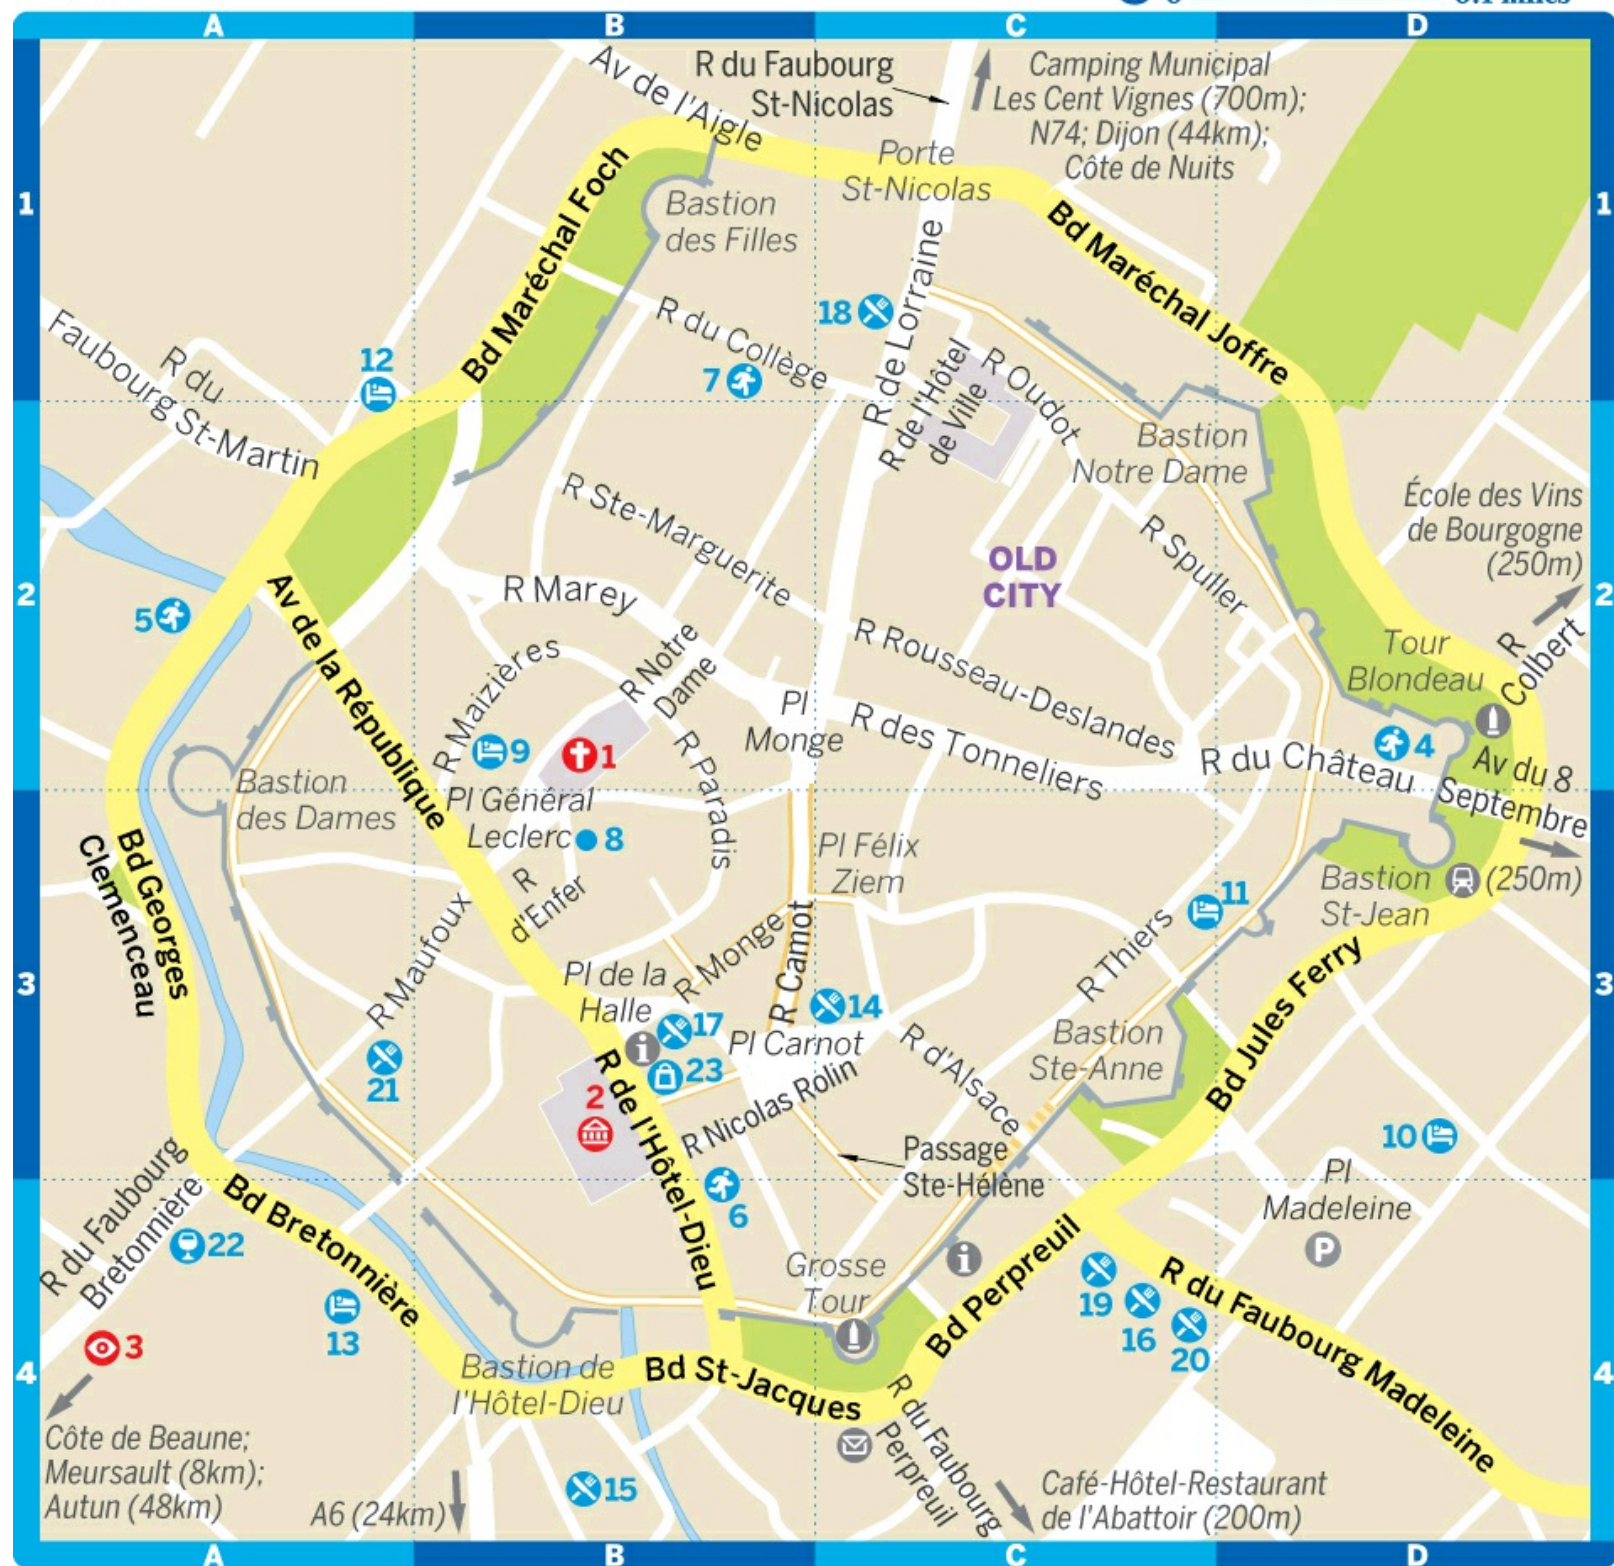 A
B
C
D
1
2
3
4
1
2
3
4
A
B
C
D
Av de l'Aigle
R du Faubourg
St-Nicolas
Camping Municipal
Les Cent Vignes (700m);
N74; Dijon (44km);
Côte de Nuits
Porte
St-Nicolas
Bd Maréchal Foch
Bastion
des Filles
Bd Maréchal Joffre
R de Lorraine
18
R du Collège
7
12
R du
Faubourg St-Martin
R de l'Hôtel
de Ville
R Oudot
Bastion
Notre Dame
École des Vins
de Bourgogne
(250m)
R Ste-Marguerite
R Spuller
OLD
CITY
R Marey
5
Av de la République
R Maizières
R Notre
Dame
R Rousseau-Deslandes
Tour
Blondeau
R
Colbert
Pl
Monge
R des Tonneliers
R du Château
4
Av du 8
Septembre
9
1
R Paradis
Bastion
des Dames
Pl Général
Leclerc
8
Pl Félix
Ziem
Bd Georges
Clemenceau
R
d'Enfer
11
Bastion
St-Jean
(250m)
R Maufoux
R Monge
R Carnot
R Thiers
Bd Jules Ferry
Pl de la
Halle
17
14
Pl Carnot
R d'Alsace
Bastion
Ste-Anne
21
23
2
R de l'Hôtel-Dieu
R Nicolas Rolin
Passage
Ste-Hélène
10
Pl
Madeleine
P
R du Faubourg
Bretonnière
22
Bd Bretonnière
6
13
Grosse
Tour
Bd Perpreuil
19
16
20
R du Faubourg Madeleine
3
Bastion de
l'Hôtel-Dieu
Bd St-Jacques
R du Faubourg
Perpreuil
Côte de Beaune;
Meursault (8km);
Autun (48km)
A6 (24km)
15
Café-Hôtel-Restaurant
de l'Abattoir (200m)